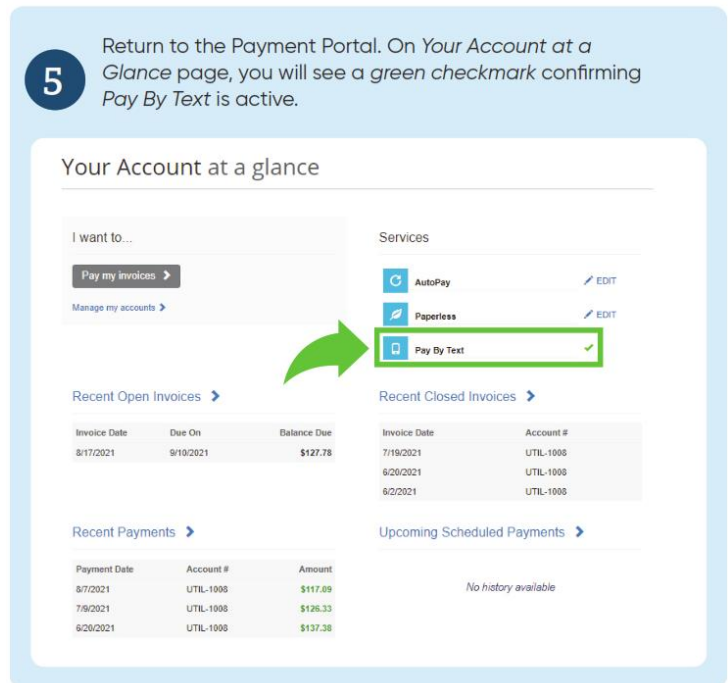 5
Return to the Payment Portal. On Your Account at a
Glance page, you will see a green checkmark confirming
Pay By Text is active.
Your Account at a glance
I want to...
Pay my invoices
Manage my accounts
Services
AutoPay EDIT
Paperless EDIT
Pay By Text
Recent Open Invoices
Invoice Date Due On Balance Due
8/17/2021 9/10/2021 $127.78
Recent Closed Invoices
Invoice Date Account #
7/19/2021 UTIL-1008
6/20/2021 UTIL-1008
6/2/2021 UTIL-1008
Recent Payments
Payment Date Account # Amount
8/7/2021 UTIL-1008 $117.09
7/9/2021 UTIL-1008 $126.33
6/20/2021 UTIL-1008 $137.38
Upcoming Scheduled Payments
No history available